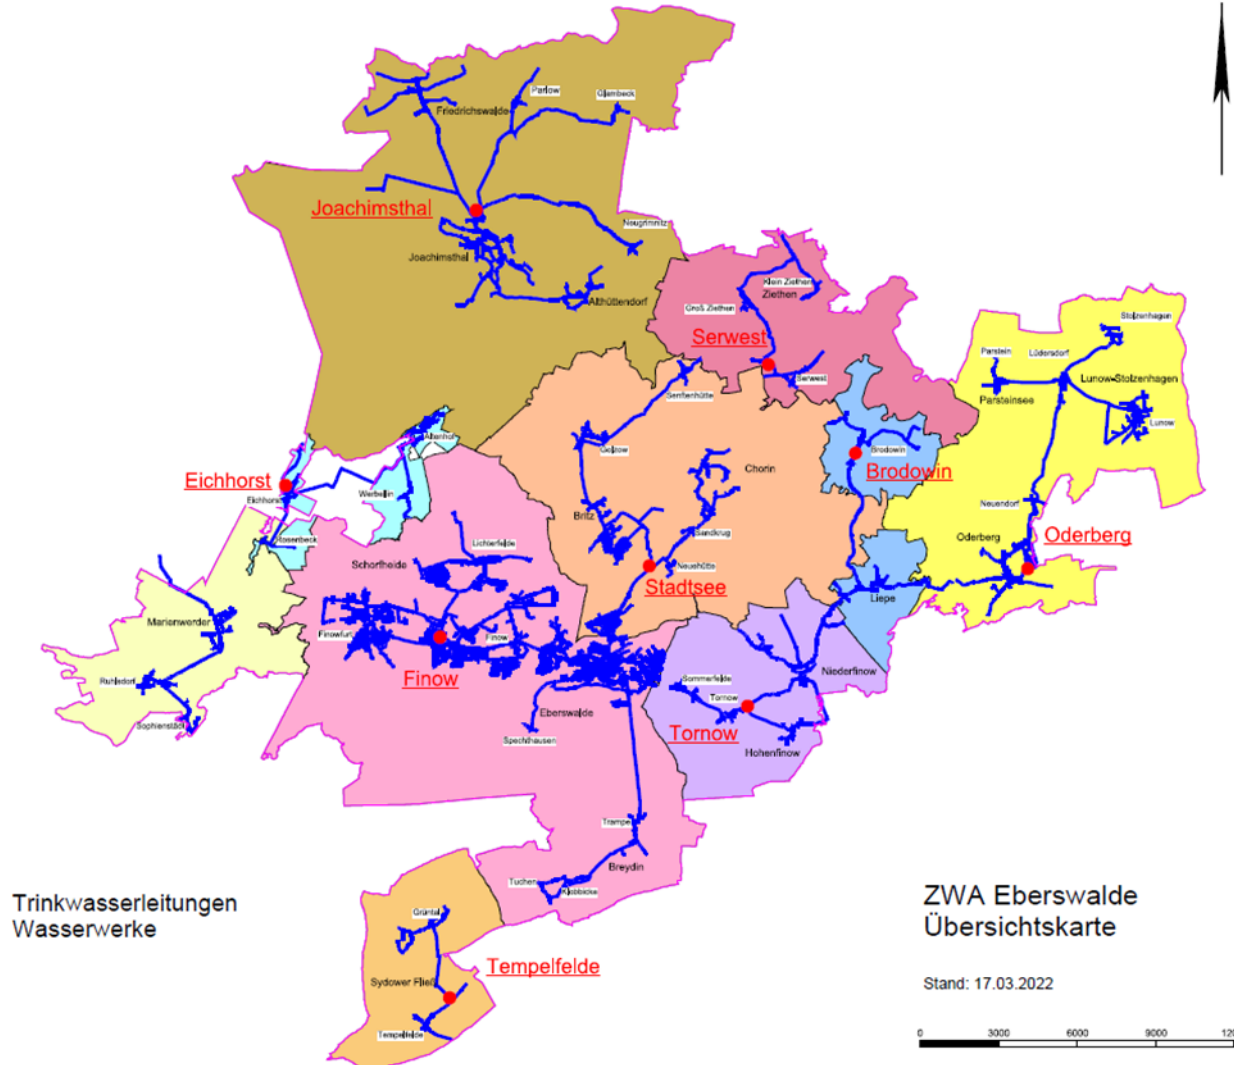 Parlow
Glambeck
Friedrichswalde
Joachimsthal
Neugrimnitz
Joachimsthal
Althüttendorf
Klein Ziethen
Ziethen
Groß Ziethen
Serwest
Serwest
Stolzenhagen
Parstein
Lüdersdorf
Lunow-Stolzenhagen
Parsteinsee
Lunow
Senftenhütte
Altenhof
Golzow
Chorin
Brodowin
Brodowin
Eichhorst
Eichhorst
Werbellin
Neuendorf
Britz
Sandkrug
Oderberg
Oderberg
Rosenbeck
Lichterfelde
Schorfheide
Neuehütte
Stadtsee
Liepe
Marienwerder
Finowfurt
Finow
Finow
Niederfinow
Sommerfelde
Tornow
Tornow
Ruhlsdorf
Sophienstädt
Eberswalde
Spechthausen
Hohenfinow
Trampe
Breydin
Tuchen
Klobbicke
Trinkwasserleitungen
Wasserwerke
ZWA Eberswalde
Übersichtskarte
Grüntal
Tempelfelde
Sydower Fließ
Stand: 17.03.2022
Tempelfelde
0 3000 6000 9000